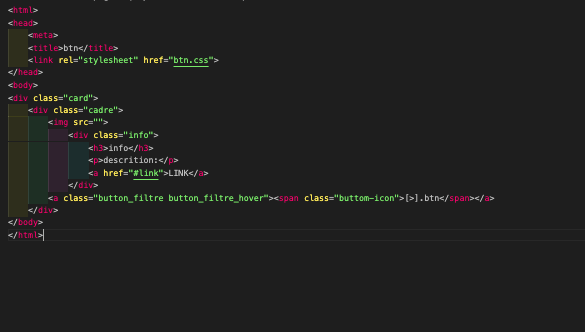 <html>
<head>
<meta>
<title>btn</title>
<link rel="stylesheet" href="btn.css">
</head>
<body>
<div class="card">
<div class="cadre">
<img src="">
<div class="info">
<h3>info</h3>
<p>descrition:</p>
<a href="#link">LINK</a>
</div>
<a class="button_filtre button_filtre_hover"><span class="buttom-icon">[>].btn</span></a>
</div>
</body>
</html>